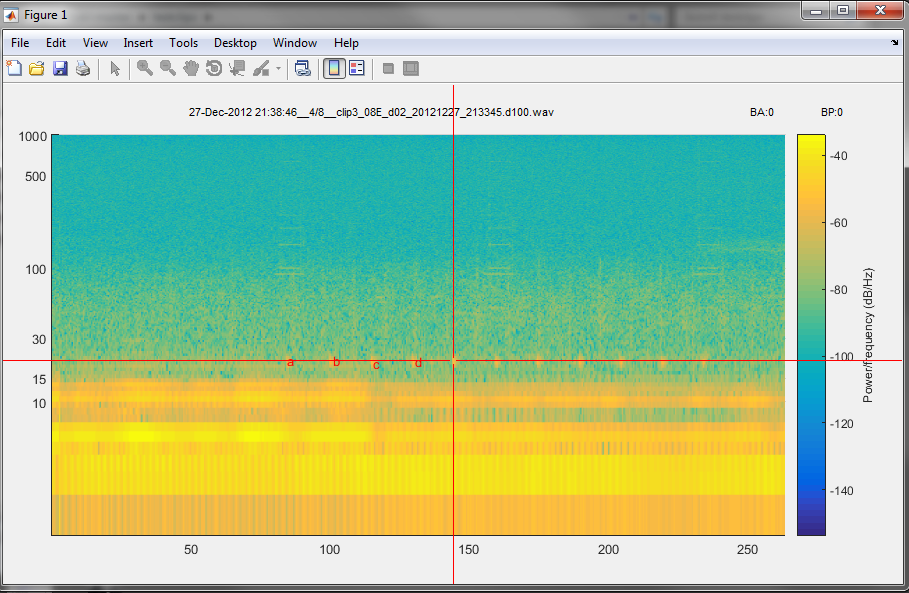 Figure 1
File Edit View Insert Tools Desktop Window Help
27-Dec-2012 21:38:46__4/8__clip3_08E_d02_20121227_213345.d100.wav BA:0 BP:0
1000
500
100
30
15
10
a b c d
50 100 150 200 250
-40
-60
-80
-100
-120
-140
Power/frequency (dB/Hz)